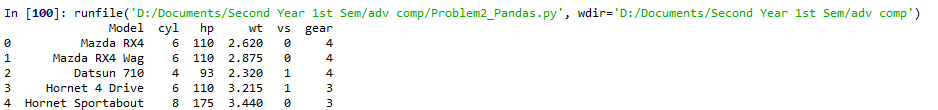 In [100]: runfile('D:/Documents/Second Year 1st Sem/adv comp/Problem2_Pandas.py', wdir='D:/Documents/Second Year 1st Sem/adv comp')
Model cyl hp wt vs gear
0 Mazda RX4 6 110 2.620 0 4
1 Mazda RX4 Wag 6 110 2.875 0 4
2 Datsun 710 4 93 2.320 1 4
3 Hornet 4 Drive 6 110 3.215 1 3
4 Hornet Sportabout 8 175 3.440 0 3